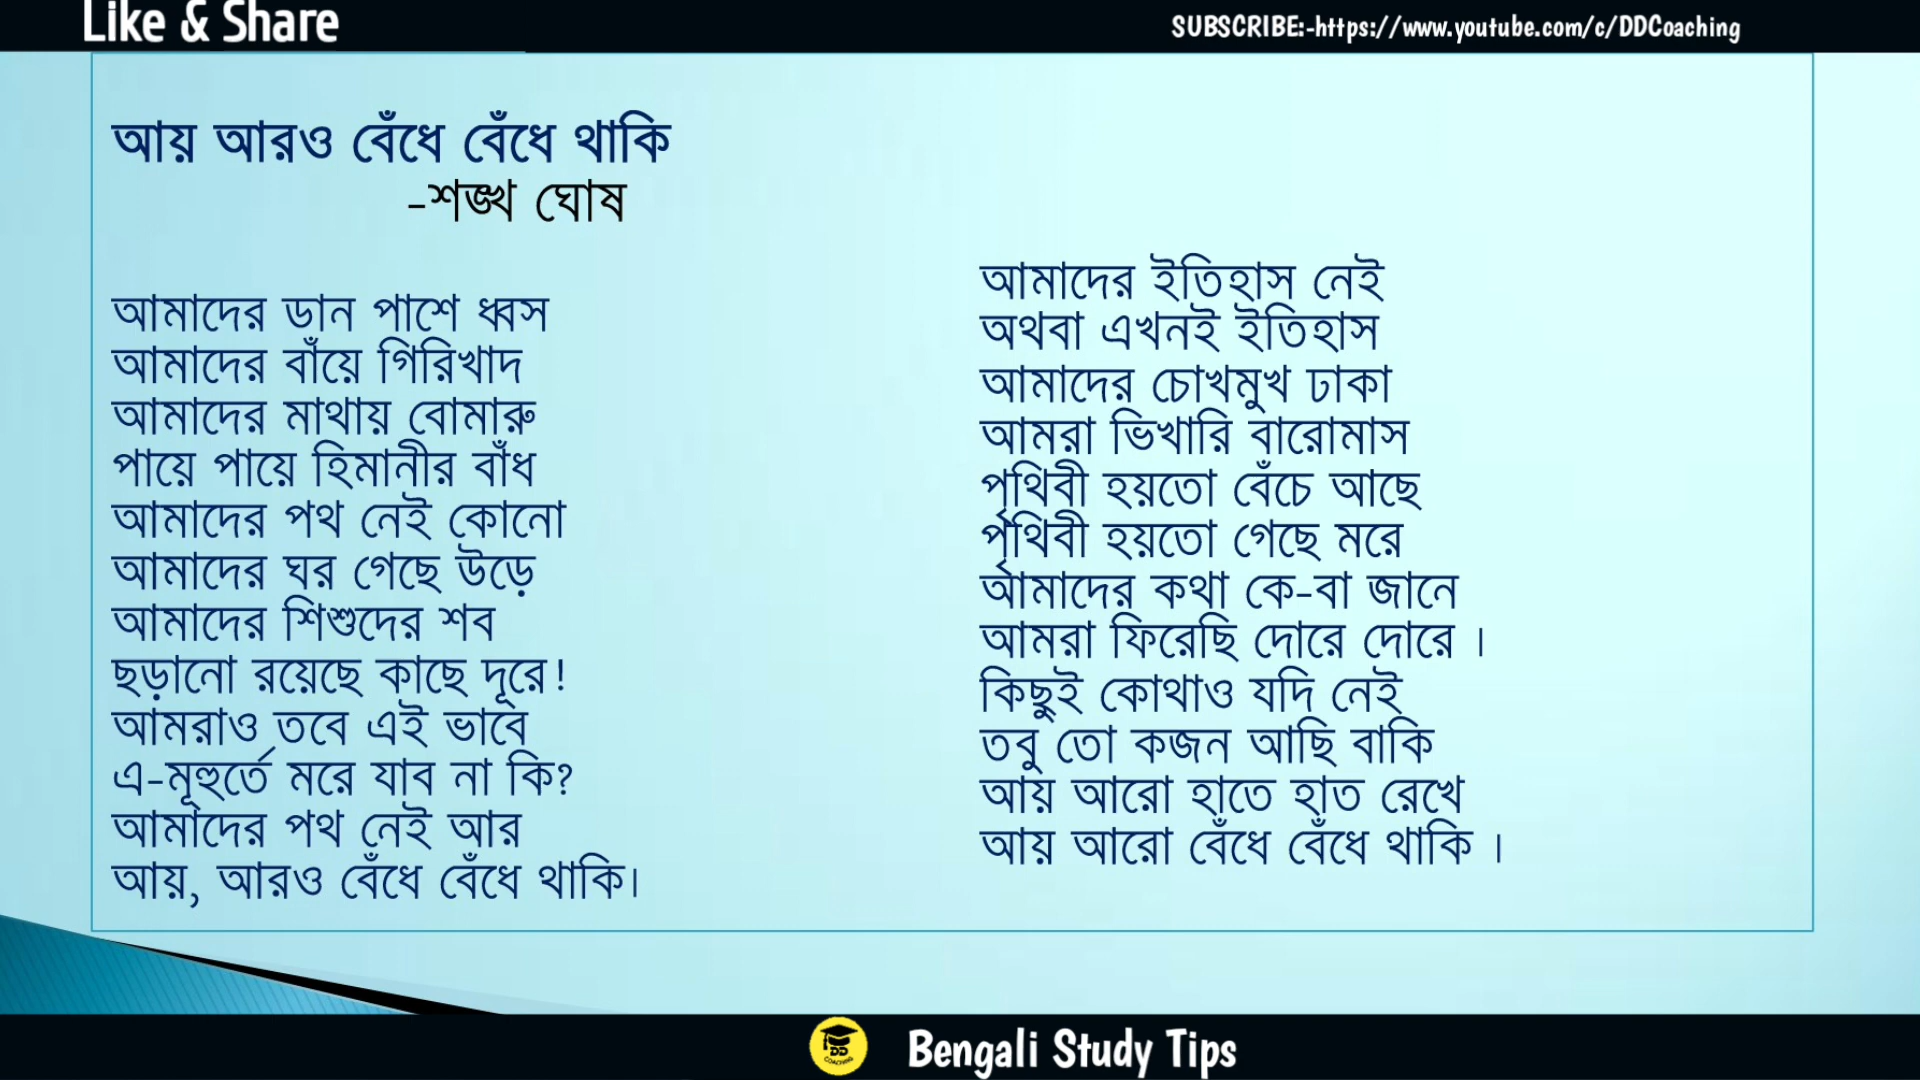 Like & Share
SUBSCRIBE:-https://www.youtube.com/c/DDCoaching
আয় আরও বেঁধে বেঁধে থাকি
-শঙ্খ ঘোষ
আমাদের ডান পাশে ধ্বস
আমাদের বাঁয়ে গিরিখাদ
আমাদের মাথায় বোমারু
পায়ে পায়ে হিমানীর বাঁধ
আমাদের পথ নেই কোনো
আমাদের ঘর গেছে উড়ে
আমাদের শিশুদের শব
ছড়ানো রয়েছে কাছে দূরে!
আমরাও তবে এই ভাবে
এ-মূহুর্তে মরে যাব না কি?
আমাদের পথ নেই আর
আয়, আরও বেঁধে বেঁধে থাকি।
আমাদের ইতিহাস নেই
অথবা এখনই ইতিহাস
আমাদের চোখমুখ ঢাকা
আমরা ভিখারি বারোমাস
পৃথিবী হয়তো বেঁচে আছে
পৃথিবী হয়তো গেছে মরে
আমাদের কথা কে-বা জানে
আমরা ফিরেছি দোরে দোরে ।
কিছুই কোথাও যদি নেই
তবু তো কজন আছি বাকি
আয় আরো হাতে হাত রেখে
আয় আরো বেঁধে বেঁধে থাকি ।
DD
COACHING
Bengali Study Tips